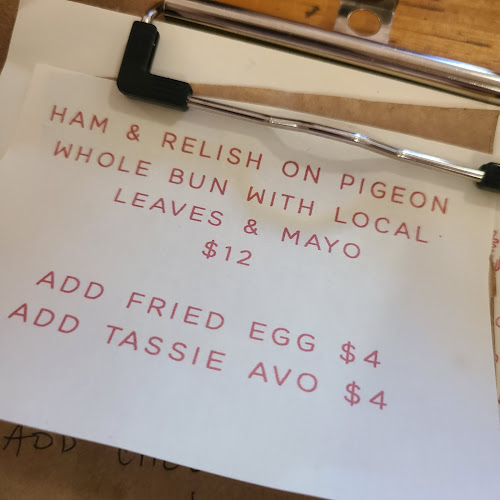 HAM & RELISH ON PIGEON
WHOLE BUN WITH LOCAL
LEAVES & MAYO
$12
ADD FRIED EGG $4
ADD TASSIE AVO $4
ADD